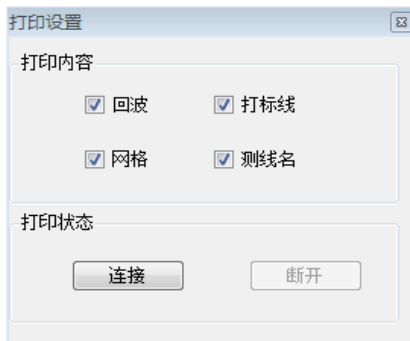 打印设置
打印内容
回波 打标线
网格 测线名
打印状态
连接 断开